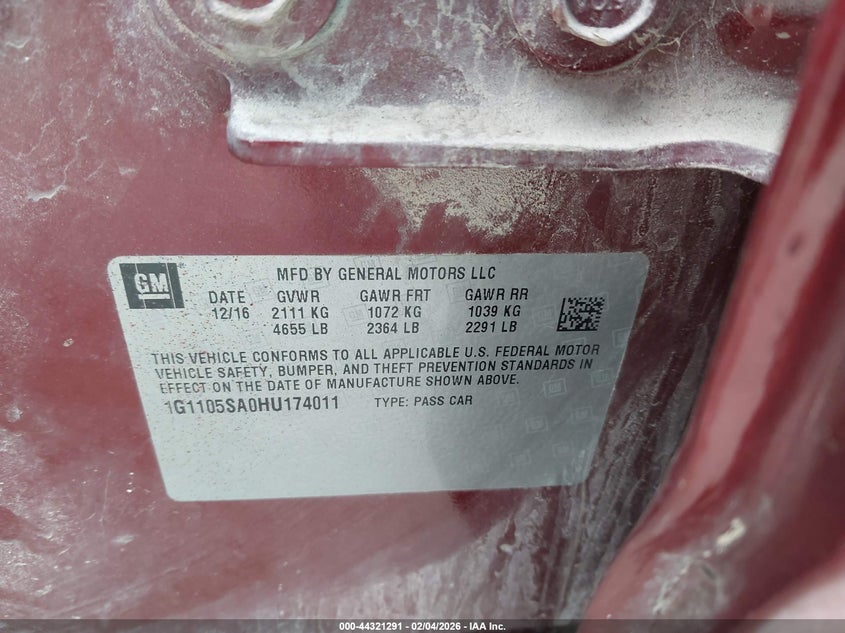 GM
MFD BY GENERAL MOTORS LLC
DATE GVWR GAWR FRT GAWR RR
12/16 2111 KG 1072 KG 1039 KG
4655 LB 2364 LB 2291 LB
THIS VEHICLE CONFORMS TO ALL APPLICABLE U.S. FEDERAL MOTOR
VEHICLE SAFETY, BUMPER, AND THEFT PREVENTION STANDARDS IN
EFFECT ON THE DATE OF MANUFACTURE SHOWN ABOVE.
1G1105SA0HU174011 TYPE: PASS CAR
000-44321291 - 02/04/2026 - IAA Inc.